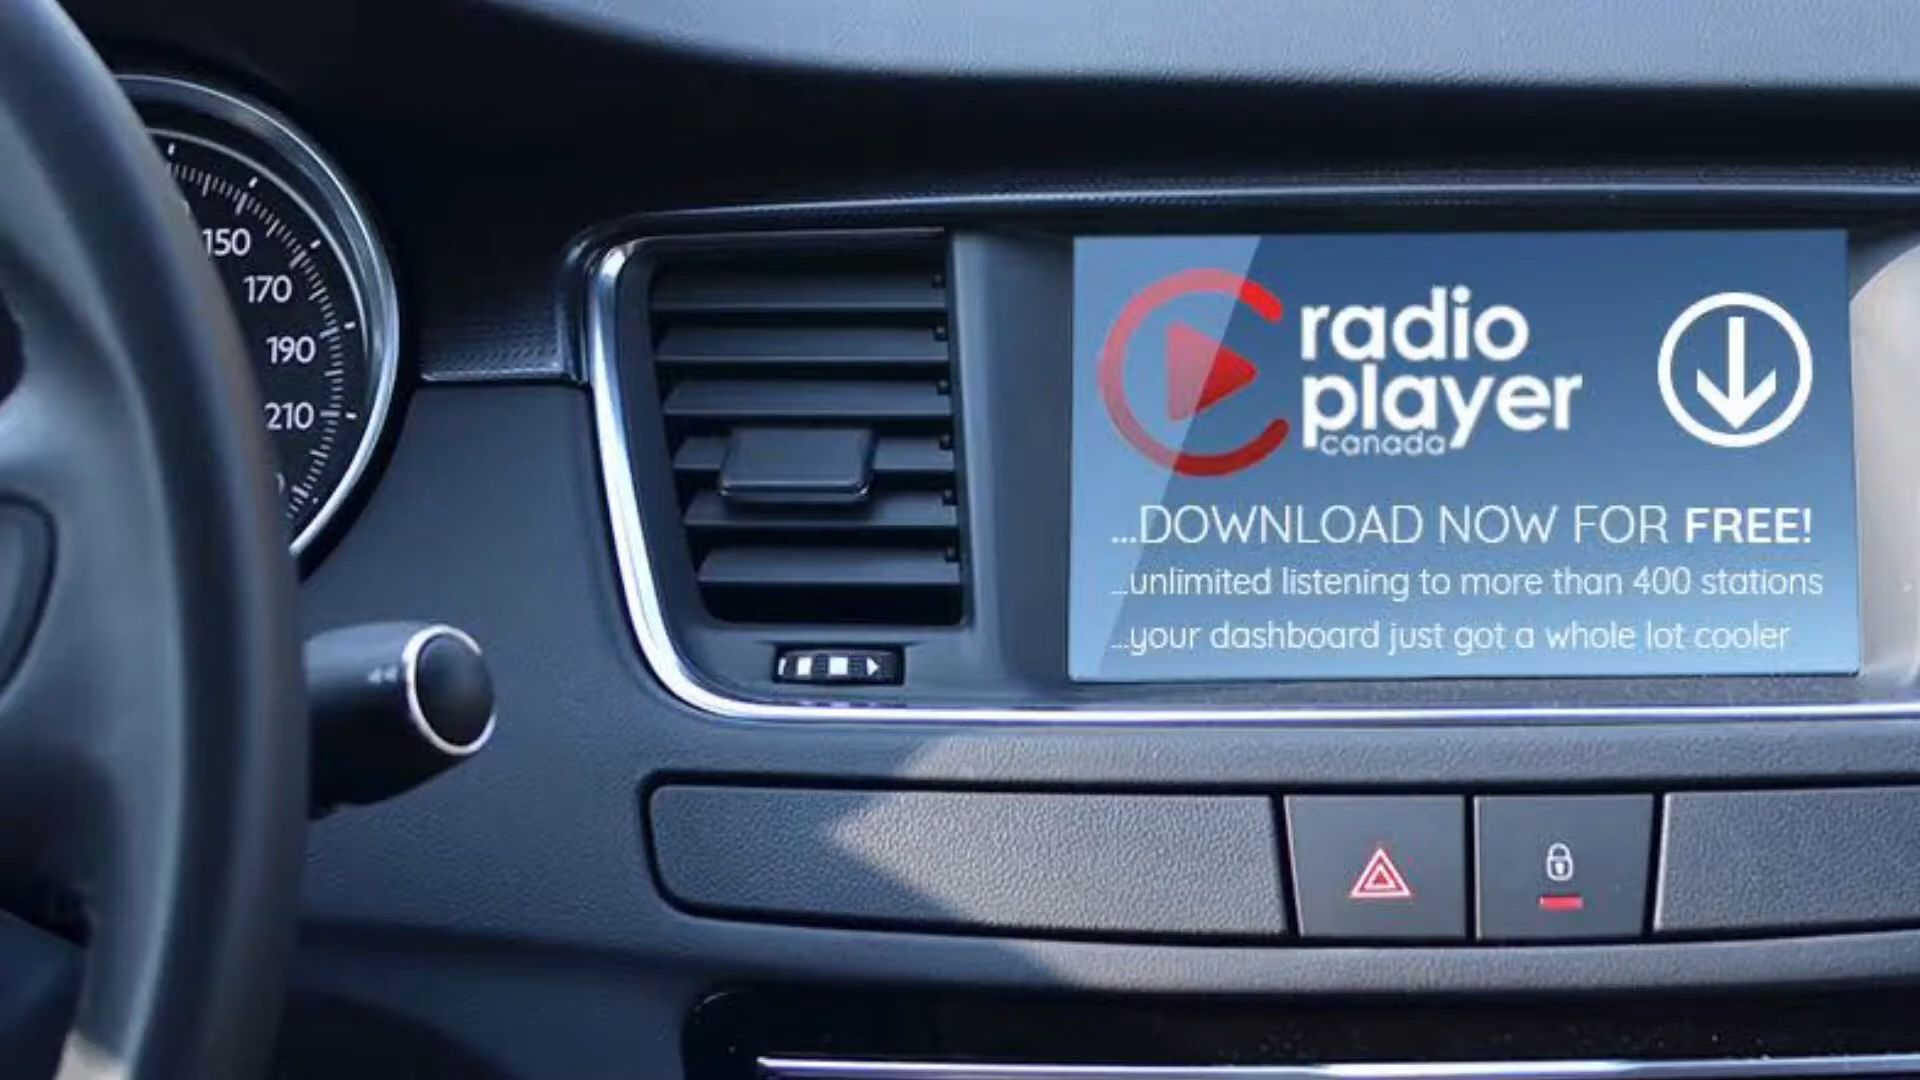 150
170
190
210
radio
player
canada
...DOWNLOAD NOW FOR FREE!
...unlimited listening to more than 400 stations
...your dashboard just got a whole lot cooler